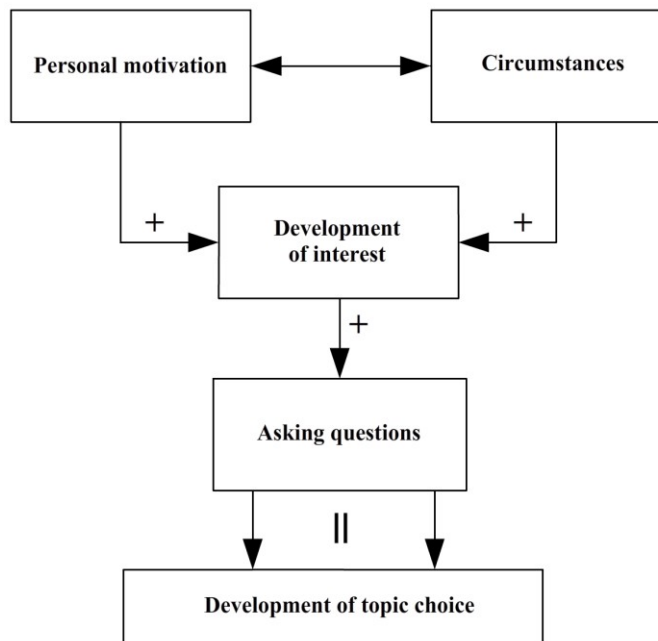 Personal motivation
Circumstances
+
+
Development
of interest
+
Asking questions
||
Development of topic choice